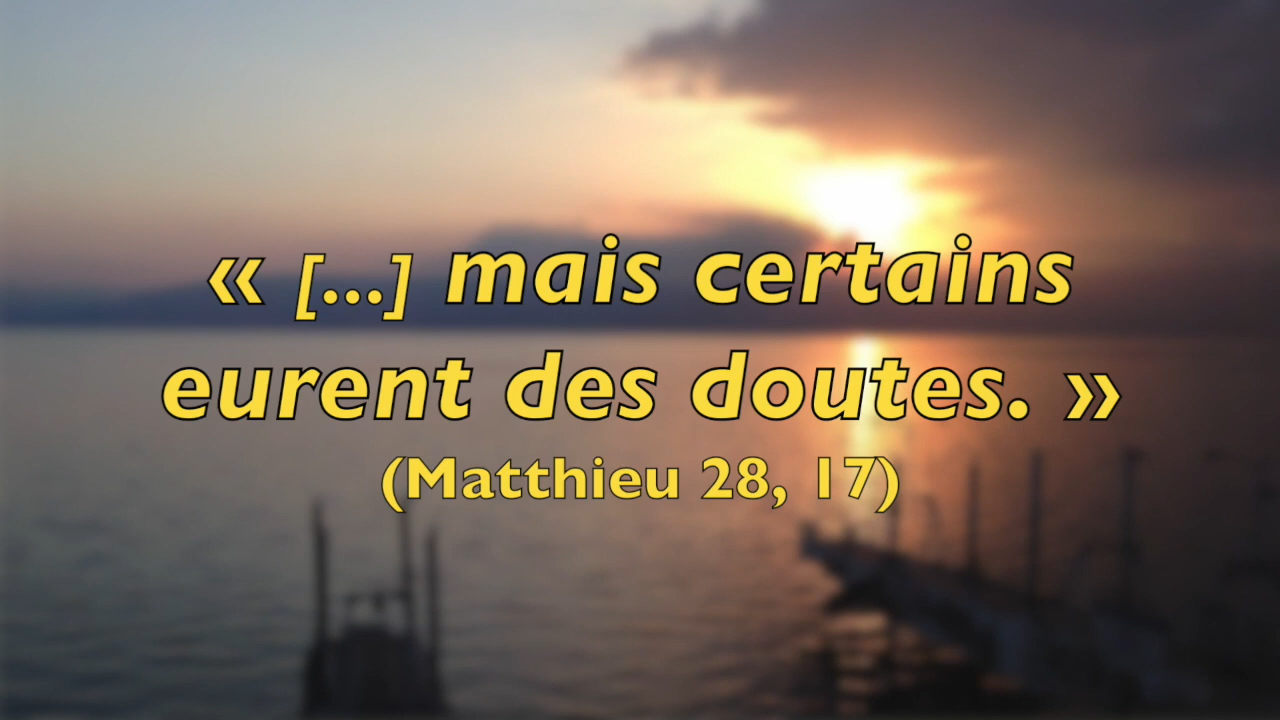 « [...] mais certains
eurent des doutes. »
(Matthieu 28, 17)